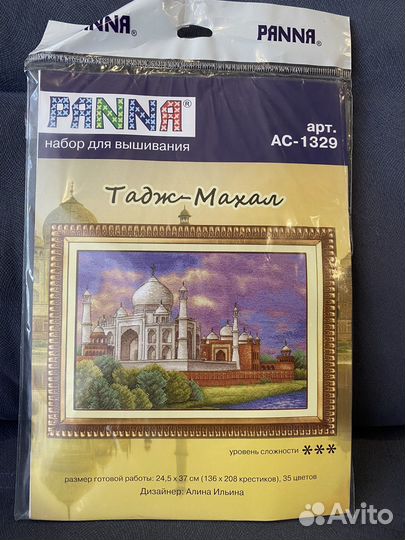 PANNA®
PANNA®
PANNA®
набор для вышивания
арт.
АС-1329
Тадж-Махал
уровень сложности ***
размер готовой работы: 24,5 x 37 см (136 x 208 крестиков), 35 цветов
Дизайнер: Алина Ильина
Avito